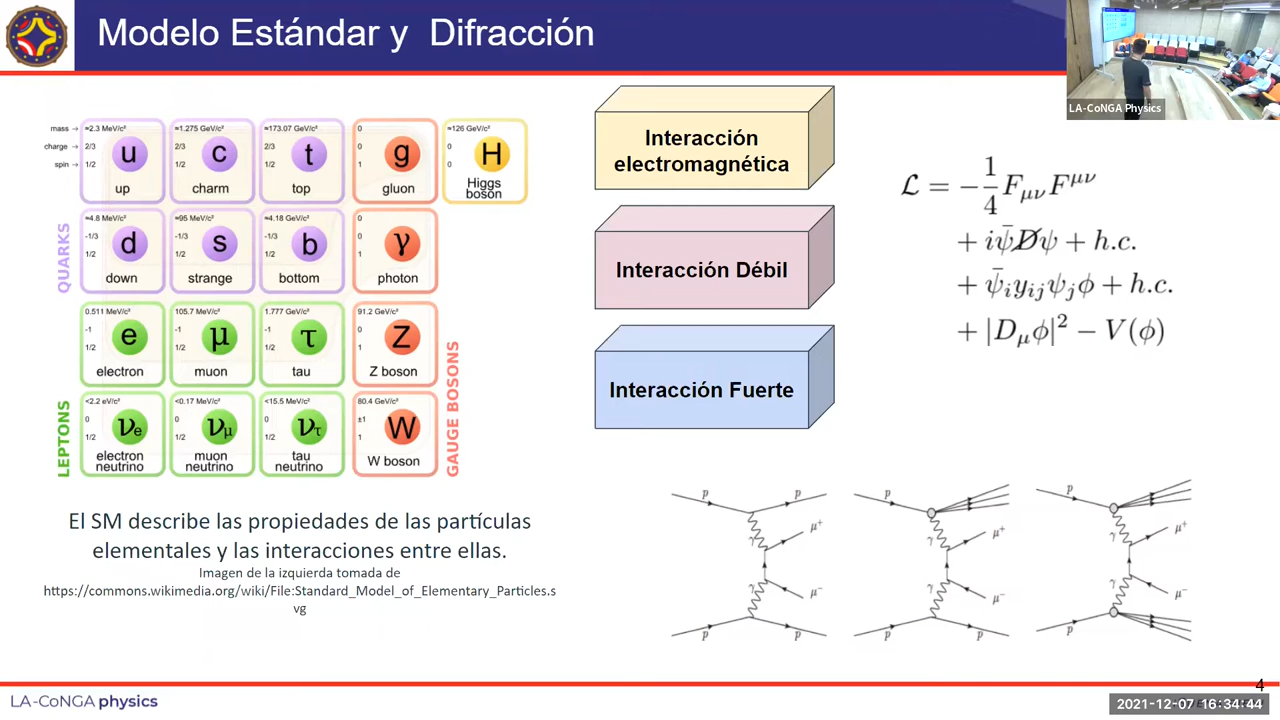 Modelo Estándar y Difracción
LA-CoNGA Physics
mass → ≈2.3 MeV/c² ≈1.275 GeV/c² ≈173.07 GeV/c² 0 ≈126 GeV/c²
charge → 2/3 2/3 2/3 0 0
spin → 1/2 1/2 1/2 1 0
u c t g H
up charm top gluon Higgs boson
QUARKS
≈4.8 MeV/c² ≈95 MeV/c² ≈4.18 GeV/c² 0
-1/3 -1/3 -1/3 0
1/2 1/2 1/2 1
d s b γ
down strange bottom photon
0.511 MeV/c² 105.7 MeV/c² 1.777 GeV/c² 91.2 GeV/c²
-1 -1 -1 0
1/2 1/2 1/2 1
e μ τ Z
electron muon tau Z boson
LEPTONS
<2.2 eV/c² <0.17 MeV/c² <15.5 MeV/c² 80.4 GeV/c²
0 0 0 ±1
1/2 1/2 1/2 1
νe νμ ντ W
electron neutrino muon neutrino tau neutrino W boson
GAUGE BOSONS
Interacción
electromagnética
Interacción Débil
Interacción Fuerte
ℒ = −1/4 F_μν F^μν
+ iψ̄D̸ψ + h.c.
+ ψ̄_i y_ij ψ_j φ + h.c.
+ |D_μ φ|² − V(φ)
El SM describe las propiedades de las partículas
elementales y las interacciones entre ellas.
Imagen de la izquierda tomada de
https://commons.wikimedia.org/wiki/File:Standard_Model_of_Elementary_Particles.s
vg
p p γ μ⁺ γ μ⁻ p p
p γ μ⁺ γ μ⁻ p p
p γ μ⁺ γ μ⁻ p
LA-CoNGA physics
4
2021-12-07 16:34:44